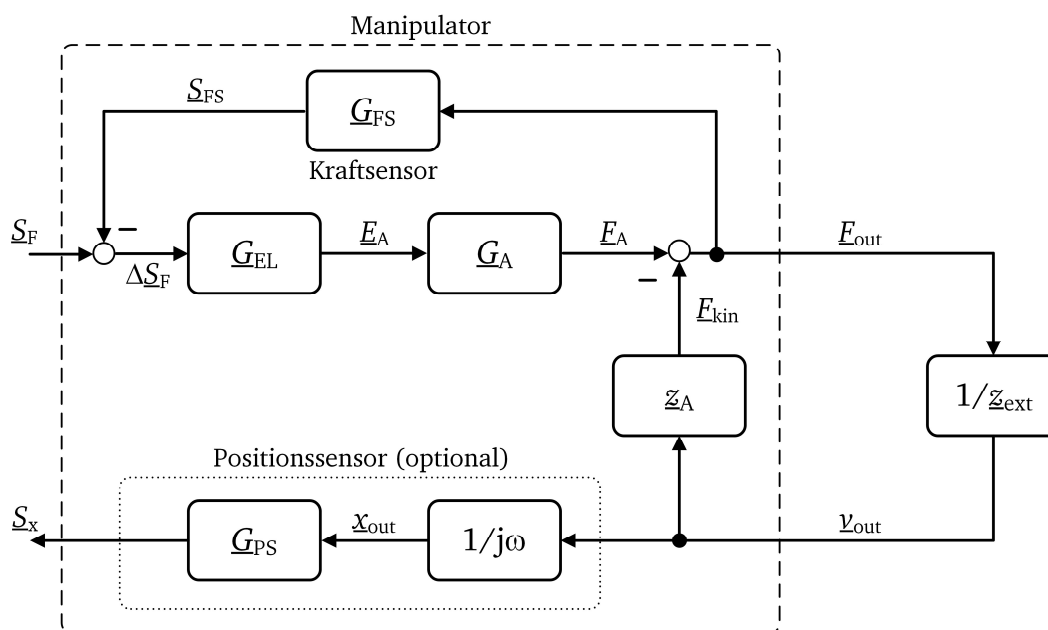 Manipulator
S_FS
G_FS
Kraftsensor
S_F
−
ΔS_F
G_EL
E_A
G_A
F_A
−
F_out
F_kin
z_A
1/z_ext
Positionssensor (optional)
S_x
G_PS
x_out
1/jω
v_out